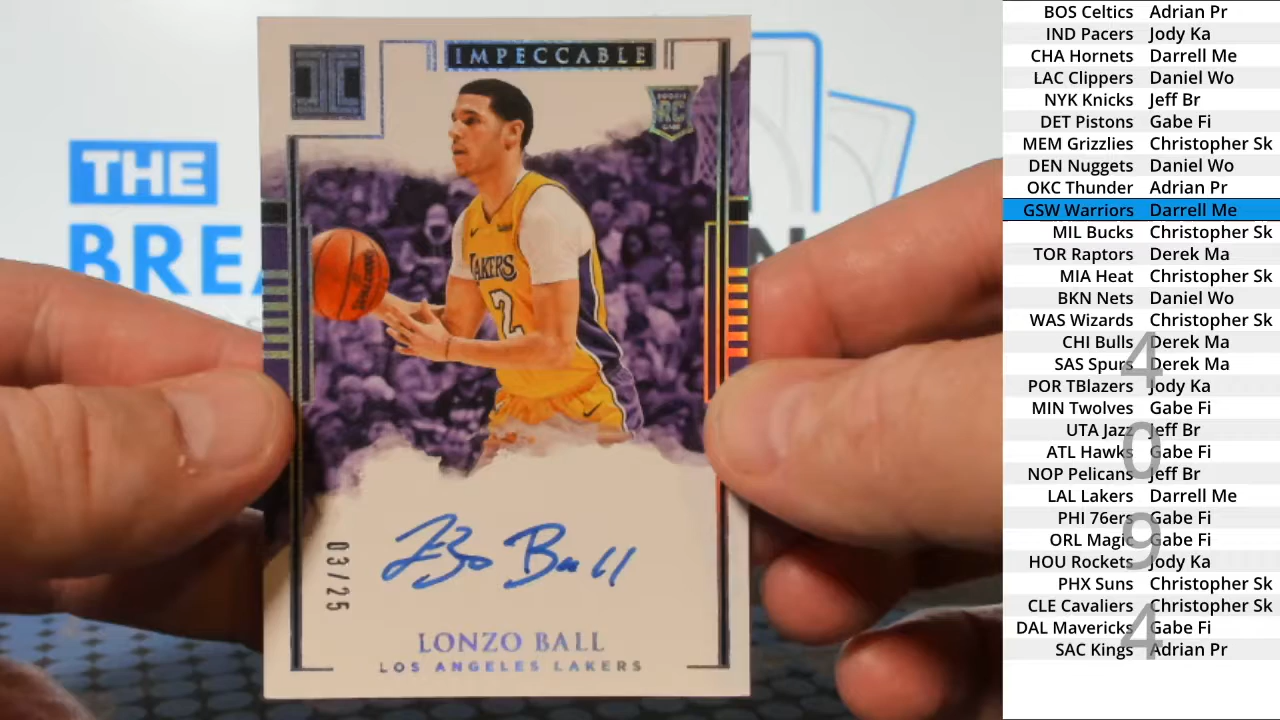 IMPECCABLE
ROOKIE
RC
THE
BREA
N
LAKERS
2
LZo Ball
03/25
LONZO BALL
LOS ANGELES LAKERS
BOS Celtics Adrian Pr
IND Pacers Jody Ka
CHA Hornets Darrell Me
LAC Clippers Daniel Wo
NYK Knicks Jeff Br
DET Pistons Gabe Fi
MEM Grizzlies Christopher Sk
DEN Nuggets Daniel Wo
OKC Thunder Adrian Pr
GSW Warriors Darrell Me
MIL Bucks Christopher Sk
TOR Raptors Derek Ma
MIA Heat Christopher Sk
BKN Nets Daniel Wo
WAS Wizards Christopher Sk
CHI Bulls Derek Ma
SAS Spurs Derek Ma
POR TBlazers Jody Ka
MIN Twolves Gabe Fi
UTA Jazz Jeff Br
ATL Hawks Gabe Fi
NOP Pelicans Jeff Br
LAL Lakers Darrell Me
PHI 76ers Gabe Fi
ORL Magic Gabe Fi
HOU Rockets Jody Ka
PHX Suns Christopher Sk
CLE Cavaliers Christopher Sk
DAL Mavericks Gabe Fi
SAC Kings Adrian Pr
4
0
9
4